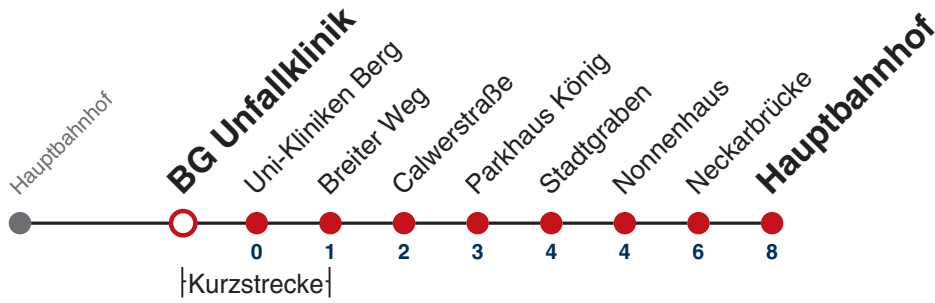 Hauptbahnhof
BG Unfallklinik
Uni-Kliniken Berg
Breiter Weg
Calwerstraße
Parkhaus König
Stadtgraben
Nonnenhaus
Neckarbrücke
Hauptbahnhof
0 1 2 3 4 4 6 8
Kurzstrecke